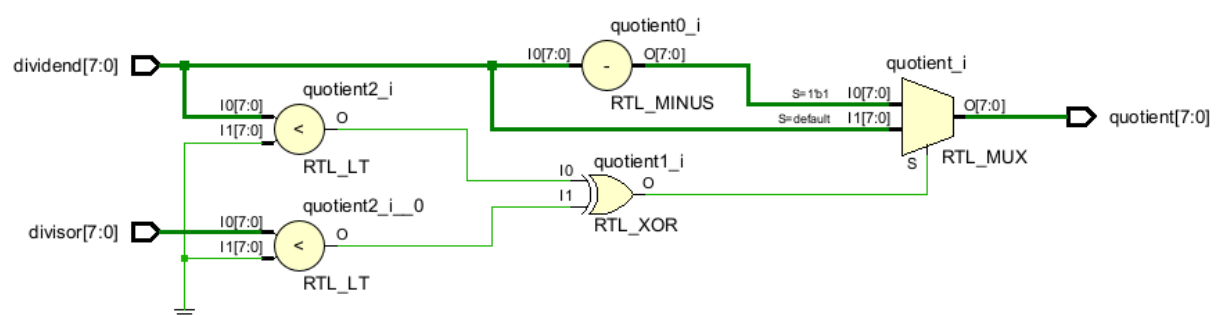 quotient0_i
dividend[7:0]
I0[7:0]
-
O[7:0]
RTL_MINUS
quotient_i
S=1'b1
I0[7:0]
S=default
I1[7:0]
O[7:0]
S
RTL_MUX
quotient[7:0]
quotient2_i
I0[7:0]
I1[7:0]
<
O
RTL_LT
quotient1_i
I0
I1
O
RTL_XOR
quotient2_i__0
divisor[7:0]
I0[7:0]
I1[7:0]
<
O
RTL_LT